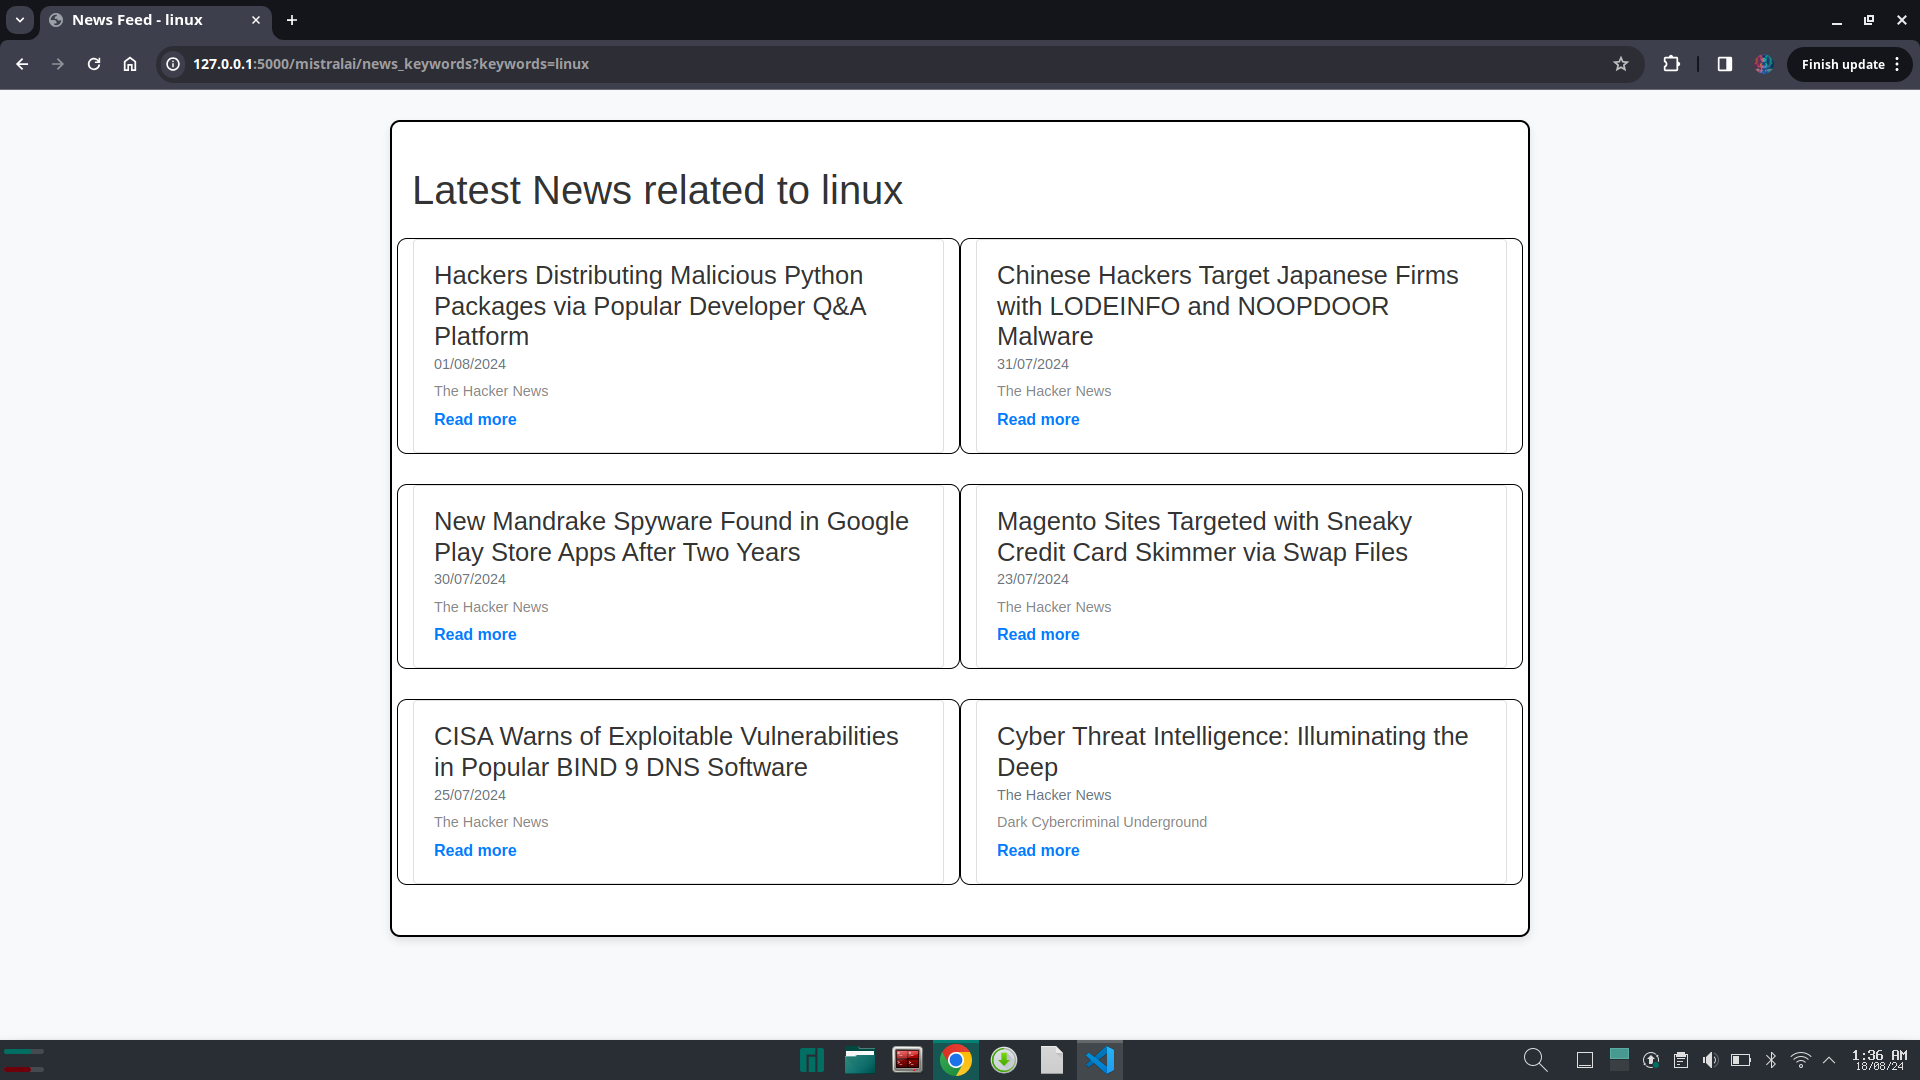 News Feed - linux
127.0.0.1:5000/mistralai/news_keywords?keywords=linux
Finish update
Latest News related to linux
Hackers Distributing Malicious Python
Packages via Popular Developer Q&A
Platform
01/08/2024
The Hacker News
Read more
Chinese Hackers Target Japanese Firms
with LODEINFO and NOOPDOOR
Malware
31/07/2024
The Hacker News
Read more
New Mandrake Spyware Found in Google
Play Store Apps After Two Years
30/07/2024
The Hacker News
Read more
Magento Sites Targeted with Sneaky
Credit Card Skimmer via Swap Files
23/07/2024
The Hacker News
Read more
CISA Warns of Exploitable Vulnerabilities
in Popular BIND 9 DNS Software
25/07/2024
The Hacker News
Read more
Cyber Threat Intelligence: Illuminating the
Deep
The Hacker News
Dark Cybercriminal Underground
Read more
1:36 AM
18/08/24